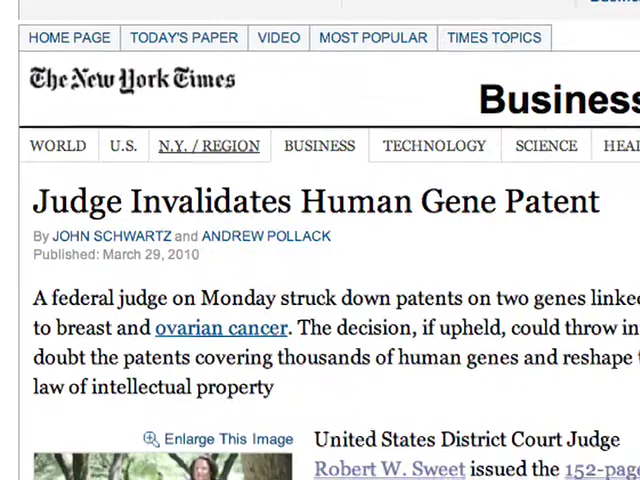 HOME PAGE TODAY'S PAPER VIDEO MOST POPULAR TIMES TOPICS
The New York Times
Business
WORLD U.S. N.Y. / REGION BUSINESS TECHNOLOGY SCIENCE
Judge Invalidates Human Gene Patent
By JOHN SCHWARTZ and ANDREW POLLACK
Published: March 29, 2010
A federal judge on Monday struck down patents on two genes linked
to breast and ovarian cancer. The decision, if upheld, could throw in
doubt the patents covering thousands of human genes and reshape
law of intellectual property
Enlarge This Image
United States District Court Judge
Robert W. Sweet issued the 152-page